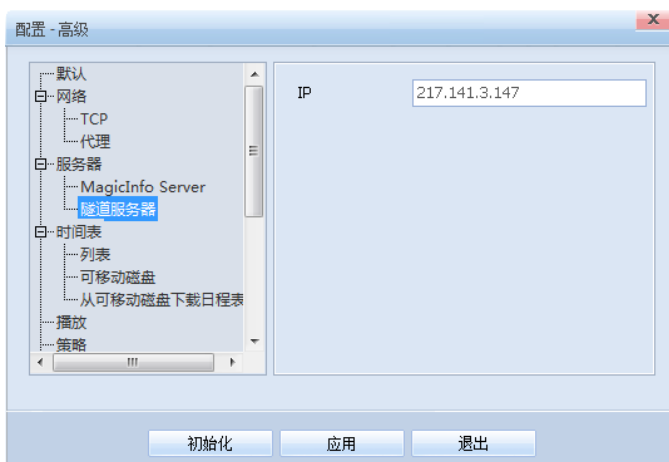 配置 - 高级
默认
网络
TCP
代理
服务器
MagicInfo Server
隧道服务器
时间表
列表
可移动磁盘
从可移动磁盘下载日程表
播放
策略
IP
217.141.3.147
初始化
应用
退出